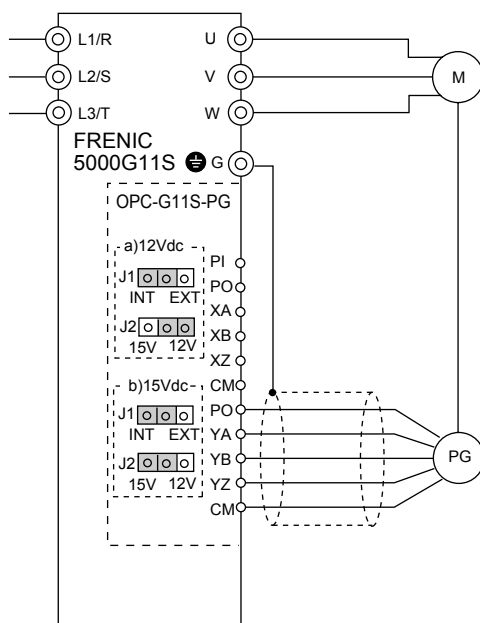 L1/R U
L2/S V M
L3/T W
FRENIC
5000G11S G
OPC-G11S-PG
a)12Vdc
PI
J1 PO
INT EXT XA
J2 XB
15V 12V XZ
b)15Vdc CM
J1 PO
INT EXT YA
J2 YB PG
15V 12V YZ
CM